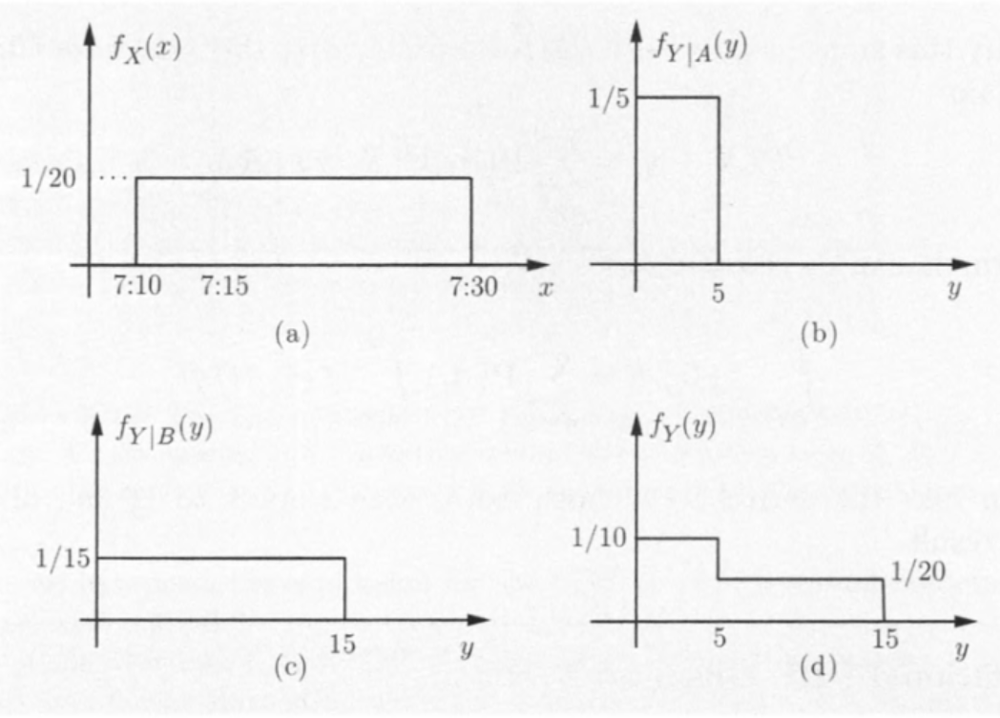 f_X(x)
1/20
7:10 7:15 7:30 x
(a)
f_{Y|A}(y)
1/5
5 y
(b)
f_{Y|B}(y)
1/15
15 y
(c)
f_Y(y)
1/10
1/20
5 15 y
(d)